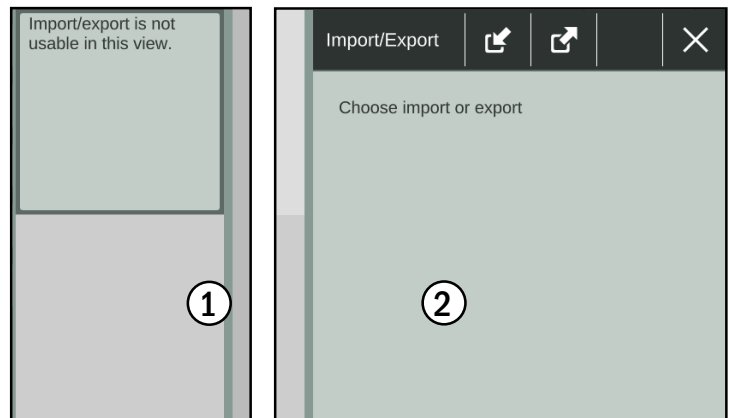 Import/export is not
usable in this view.
1
Import/Export
Choose import or export
2